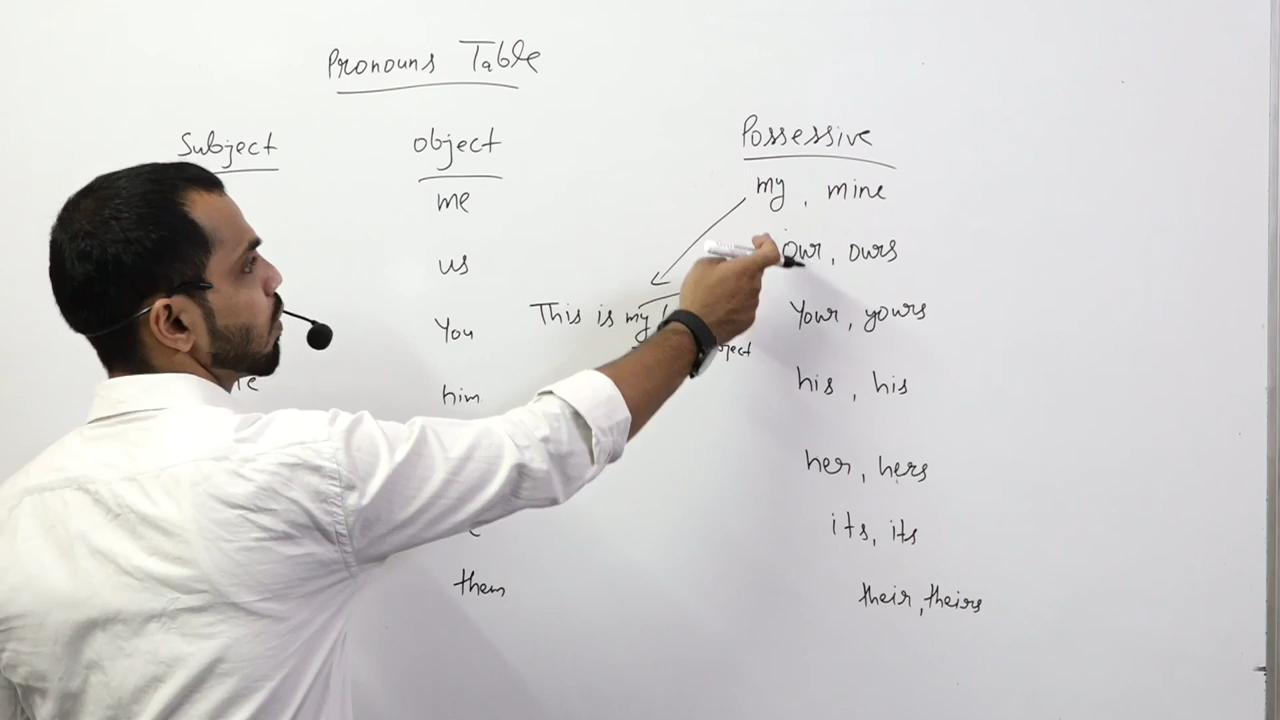 Pronouns Table
Subject object Possessive
me my, mine
us our, ours
This is my
You Your, yours
him his, his
her, hers
its, its
them their, theirs